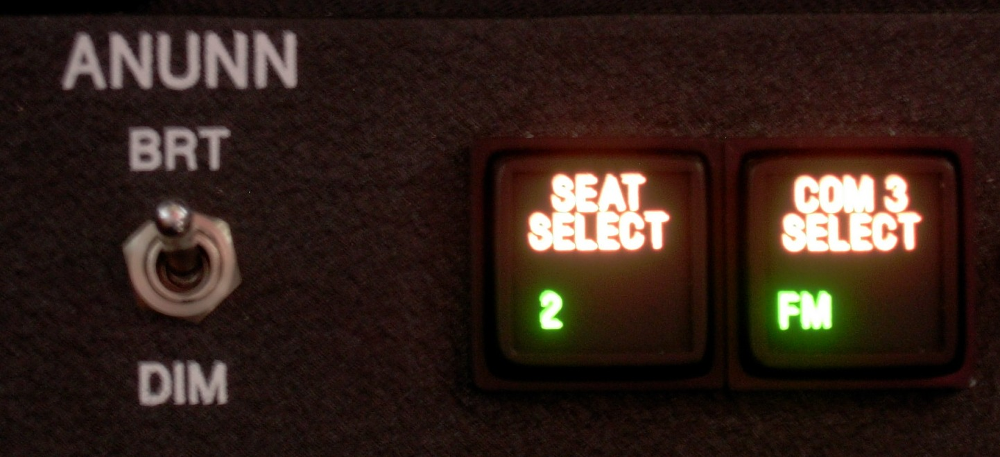 ANUNN
BRT
DIM
SEAT
SELECT
2
COM 3
SELECT
FM